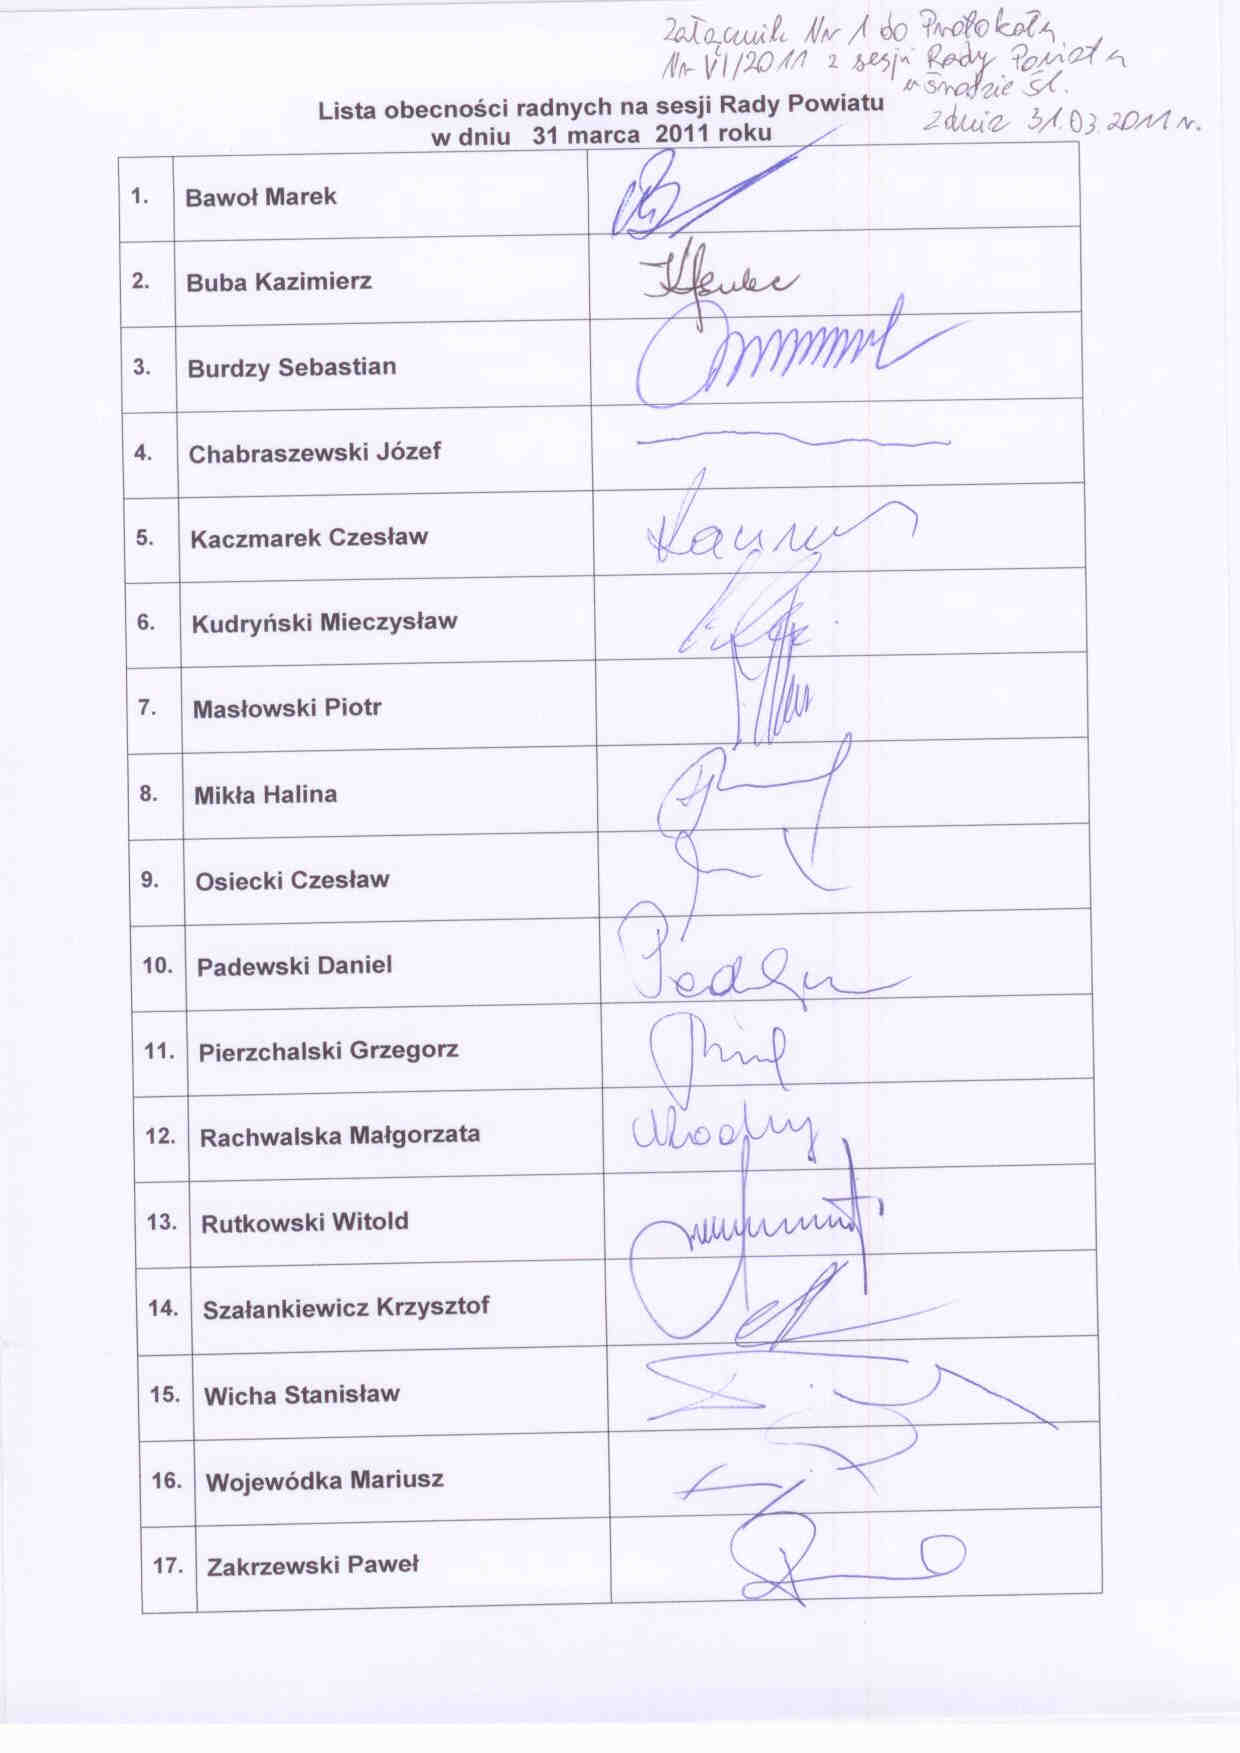 Załącznik Nr 1 do Protokołu
Nr VI/2011 z sesji Rady Powiatu
w Środzie Śl.
z dnia 31.03.2011 r.
Lista obecności radnych na sesji Rady Powiatu
w dniu 31 marca 2011 roku
1. Bawoł Marek
2. Buba Kazimierz
3. Burdzy Sebastian
4. Chabraszewski Józef
5. Kaczmarek Czesław
6. Kudryński Mieczysław
7. Masłowski Piotr
8. Mikła Halina
9. Osiecki Czesław
10. Padewski Daniel
11. Pierzchalski Grzegorz
12. Rachwalska Małgorzata
13. Rutkowski Witold
14. Szałankiewicz Krzysztof
15. Wicha Stanisław
16. Wojewódka Mariusz
17. Zakrzewski Paweł